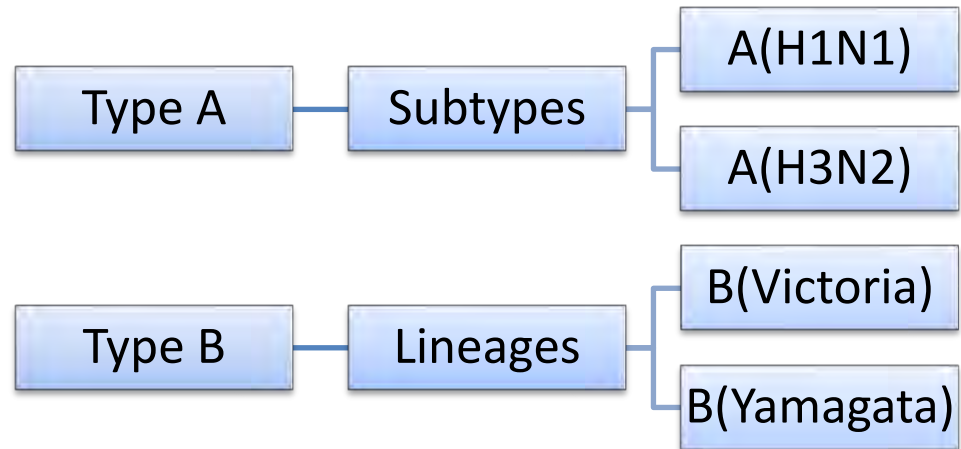 Type A
Subtypes
A(H1N1)
A(H3N2)
Type B
Lineages
B(Victoria)
B(Yamagata)